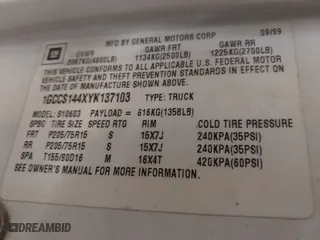 GM
MFD BY GENERAL MOTORS CORP 09/99
GVWR GAWR FRT GAWR RR
2087KG(4600LB) 1134KG(2500LB) 1225KG(2700LB)
THIS VEHICLE CONFORMS TO ALL APPLICABLE U.S. FEDERAL MOTOR
VEHICLE SAFETY AND THEFT PREVENTION STANDARDS IN EFFECT ON
THE DATE OF MANUFACTURE SHOWN ABOVE.
1GCCS144XYK137103 TYPE: TRUCK
MODEL: S10603 PAYLOAD = 616KG(1358LB)
SPBG TIRE SIZE SPEED RTG RIM COLD TIRE PRESSURE
FRT P205/75R15 S 15X7J 240KPA(35PSI)
RR P205/75R15 S 15X7J 240KPA(35PSI)
SPA T155/90D16 M 16X4T 420KPA(60PSI)
SEE OWNER'S MANUAL FOR MORE INFORMATION.
DREAMBID